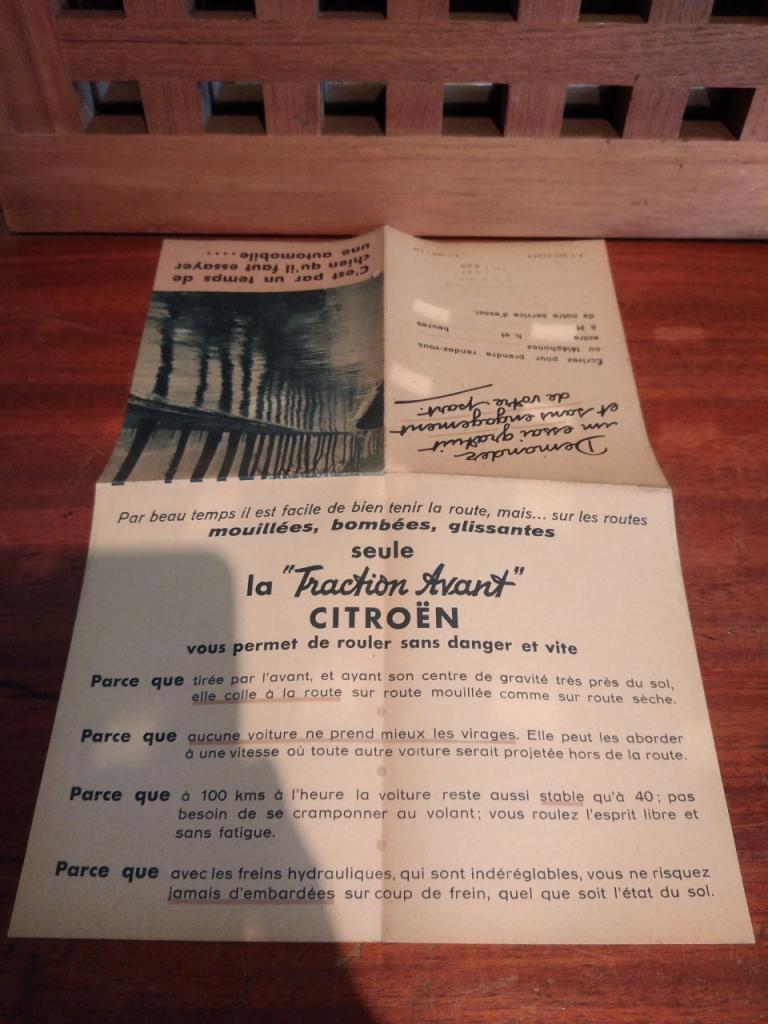 C'est par un temps de
chien qu'il faut essayer
une automobile....
Demandez
un essai gratuit
et sans engagement
de votre part.
Ecrivez pour prendre rendez-vous
ou téléphonez
entre h. et heures
à M
de notre service d'essai.
Par beau temps il est facile de bien tenir la route, mais... sur les routes
mouillées, bombées, glissantes
seule
la "Traction Avant"
CITROËN
vous permet de rouler sans danger et vite
Parce que tirée par l'avant, et ayant son centre de gravité très près du sol,
elle colle à la route sur route mouillée comme sur route sèche.
Parce que aucune voiture ne prend mieux les virages. Elle peut les aborder
à une vitesse où toute autre voiture serait projetée hors de la route.
Parce que à 100 kms à l'heure la voiture reste aussi stable qu'à 40 ; pas
besoin de se cramponner au volant ; vous roulez l'esprit libre et
sans fatigue.
Parce que avec les freins hydrauliques, qui sont indéréglables, vous ne risquez
jamais d'embardées sur coup de frein, quel que soit l'état du sol.